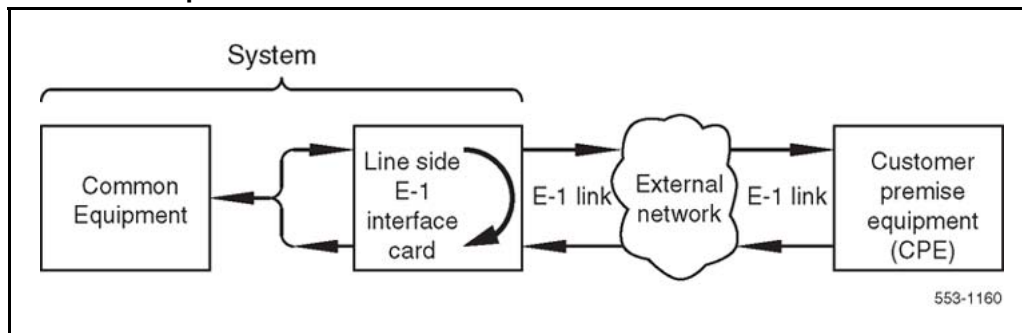 System
Common
Equipment
Line side
E-1
interface
card
E-1 link
External
network
E-1 link
Customer
premise
equipment
(CPE)
553-1160